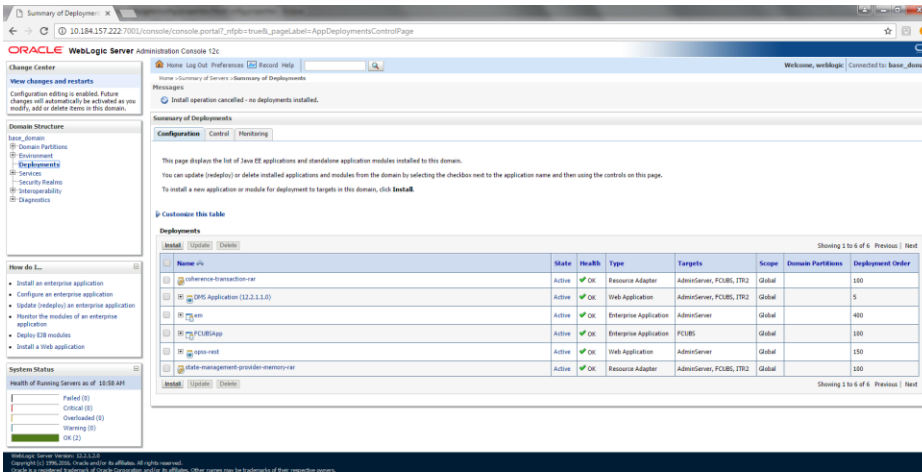 Summary of Deployment
10.184.157.222:7001/console/console.portal?_nfpb=true&_pageLabel=AppDeploymentsControlPage
ORACLE WebLogic Server Administration Console 12c
Change Center
View changes and restarts
Configuration editing is enabled. Future
changes will automatically be activated as you
modify, add or delete items in this domain.
Domain Structure
base_domain
Domain Partitions
Environment
Deployments
Services
Security Realms
Interoperability
Diagnostics
How do I...
Install an enterprise application
Configure an enterprise application
Update (redeploy) an enterprise application
Monitor the modules of an enterprise
application
Deploy EJB modules
Install a Web application
System Status
Health of Running Servers as of 10:58 AM
Failed (0)
Critical (0)
Overloaded (0)
Warning (0)
OK (2)
Home Log Out Preferences Record Help
Welcome, weblogic Connected to: base_doma
Home >Summary of Servers >Summary of Deployments
Messages
Install operation cancelled - no deployments installed.
Summary of Deployments
Configuration Control Monitoring
This page displays the list of Java EE applications and standalone application modules installed to this domain.
You can update (redeploy) or delete installed applications and modules from the domain by selecting the checkbox next to the application name and then using the controls on this page.
To install a new application or module for deployment to targets in this domain, click Install.
Customize this table
Deployments
Install Update Delete Showing 1 to 6 of 6 Previous | Next
Name State Health Type Targets Scope Domain Partitions Deployment Order
coherence-transaction-rar Active OK Resource Adapter AdminServer, FCUBS, ITR2 Global 100
DMS Application (12.2.1.1.0) Active OK Web Application AdminServer, FCUBS, ITR2 Global 5
em Active OK Enterprise Application AdminServer Global 400
FCUBSApp Active OK Enterprise Application FCUBS Global 100
opss-rest Active OK Web Application AdminServer Global 150
state-management-provider-memory-rar Active OK Resource Adapter AdminServer, FCUBS, ITR2 Global 100
Install Update Delete Showing 1 to 6 of 6 Previous | Next
WebLogic Server Version: 12.2.1.2.0
Copyright (c) 1996,2016, Oracle and/or its affiliates. All rights reserved.
Oracle is a registered trademark of Oracle Corporation and/or its affiliates. Other names may be trademarks of their respective owners.